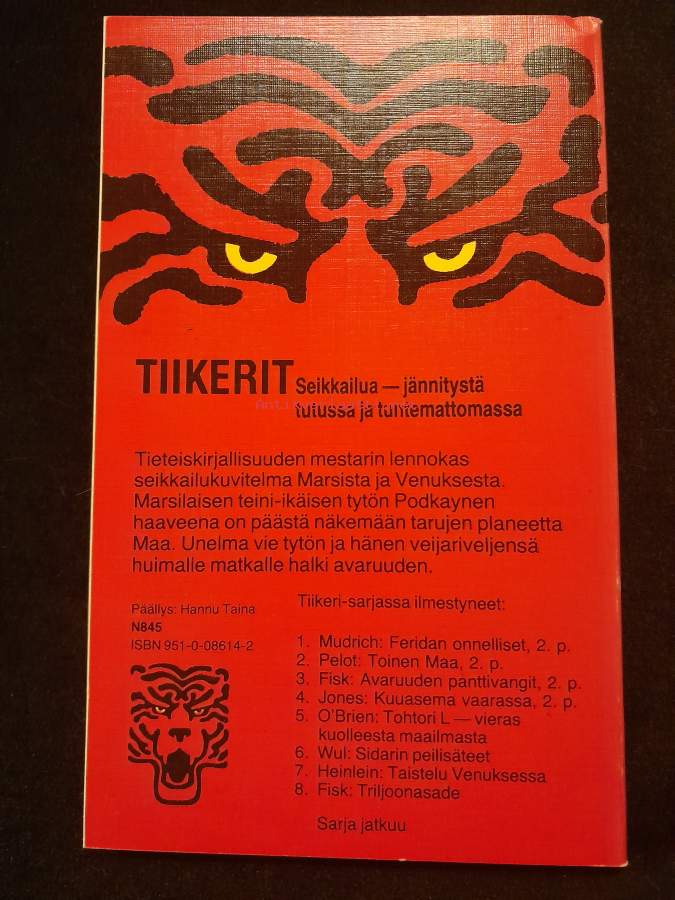 TIIKERIT
Seikkailua — jännitystä
tutussa ja tuntemattomassa
Tieteiskirjallisuuden mestarin lennokas
seikkailukuvitelma Marsista ja Venuksesta.
Marsilaisen teini-ikäisen tytön Podkaynen
haaveena on päästä näkemään tarujen planeetta
Maa. Unelma vie tytön ja hänen veijariveljensä
huimalle matkalle halki avaruuden.
Päällys: Hannu Taina
N845
ISBN 951-0-08614-2
Tiikeri-sarjassa ilmestyneet:
1. Mudrich: Feridan onnelliset, 2. p.
2. Pelot: Toinen Maa, 2. p.
3. Fisk: Avaruuden panttivangit, 2. p.
4. Jones: Kuuasema vaarassa, 2. p.
5. O'Brien: Tohtori L — vieras
kuolleesta maailmasta
6. Wul: Sidarin peilisäteet
7. Heinlein: Taistelu Venuksessa
8. Fisk: Triljoonasade
Sarja jatkuu